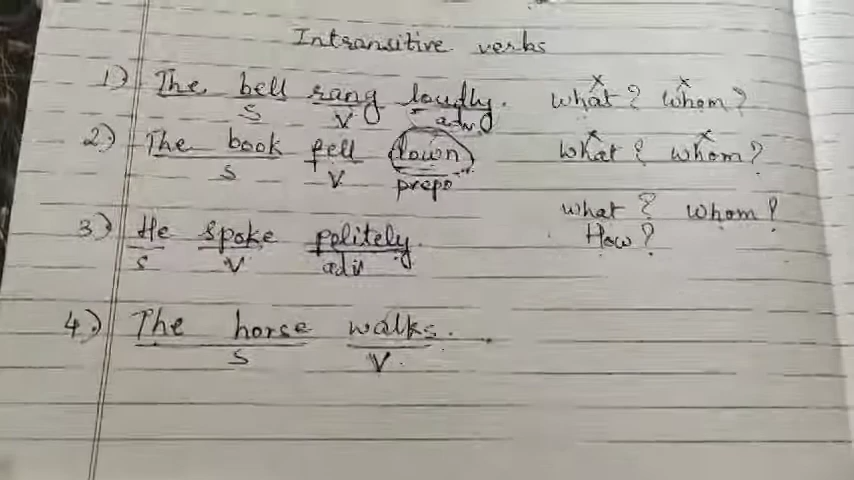 Intransitive verbs
1) The bell rang loudly. what? whom?
S V adv
2) The book fell down what? whom?
S V prepo
what? whom?
3) He spoke politely. How?
S V adv
4) The horse walks.
S V.